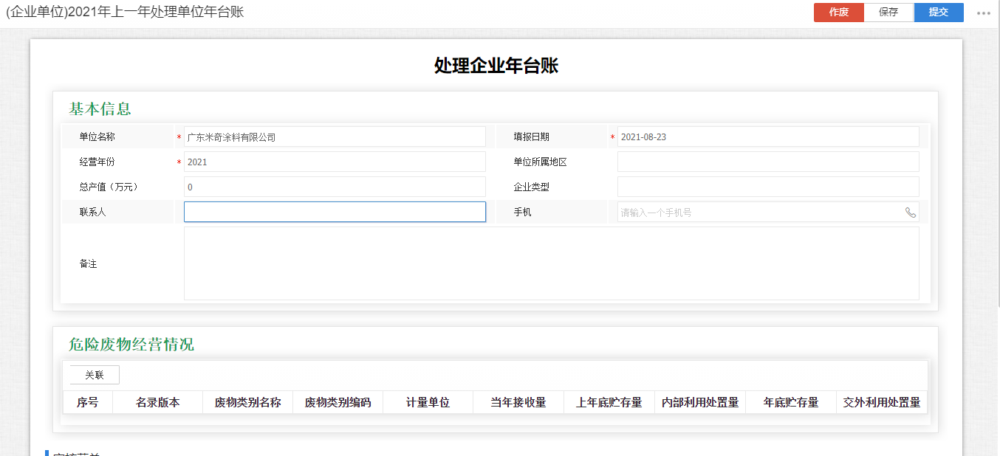 (企业单位)2021年上一年处理单位年台账
作废 保存 提交
处理企业年台账
基本信息
单位名称 * 广东米奇涂料有限公司 填报日期 * 2021-08-23
经营年份 * 2021 单位所属地区
总产值（万元） 0 企业类型
联系人 手机 请输入一个手机号
备注
危险废物经营情况
关联
序号 名录版本 废物类别名称 废物类别编码 计量单位 当年接收量 上年底贮存量 内部利用处置量 年底贮存量 交外利用处置量